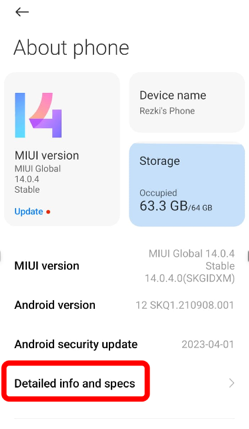 About phone
14
Device name
Rezki's Phone
MIUI version
MIUI Global
14.0.4
Stable
Update
Storage
Occupied
63.3 GB/64 GB
MIUI version
MIUI Global 14.0.4
Stable
14.0.4.0(SKGIDXM)
Android version
12 SKQ1.210908.001
Android security update
2023-04-01
Detailed info and specs